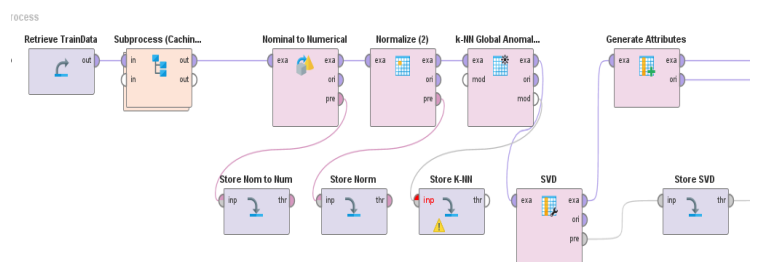 rocess
Retrieve TrainData
Subprocess (Cachin...
Nominal to Numerical
Normalize (2)
k-NN Global Anomal...
Generate Attributes
out
in
out
in
out
exa
exa
ori
pre
exa
exa
ori
pre
exa
exa
mod
ori
mod
exa
exa
ori
Store Nom to Num
Store Norm
Store K-NN
SVD
Store SVD
inp
thr
inp
thr
inp
thr
exa
exa
ori
pre
inp
thr